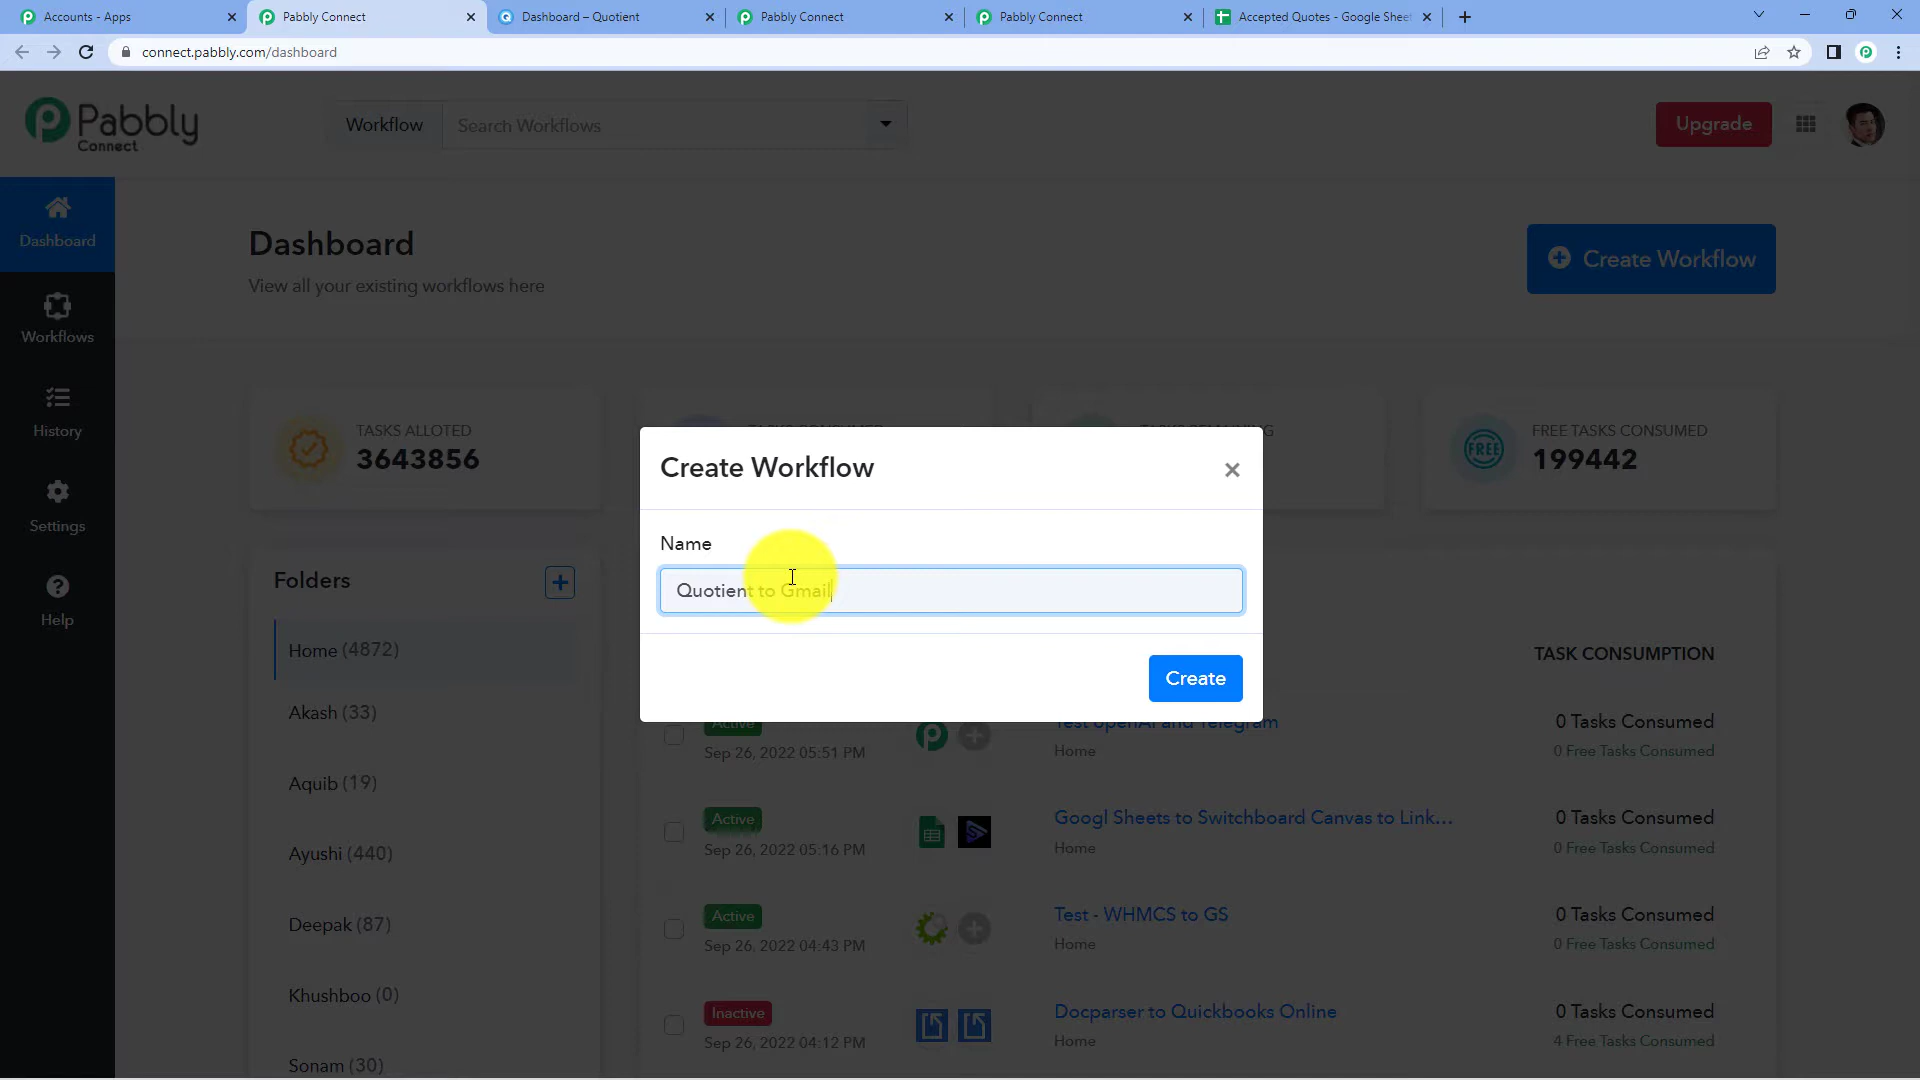 Accounts - Apps
Pabbly Connect
Dashboard – Quotient
Pabbly Connect
Pabbly Connect
Accepted Quotes - Google Sheet
connect.pabbly.com/dashboard
Pabbly
Connect
Workflow
Search Workflows
Upgrade
Dashboard
Workflows
History
Settings
Help
Dashboard
View all your existing workflows here
Create Workflow
TASKS ALLOTED
3643856
FREE TASKS CONSUMED
199442
Create Workflow
×
Name
Quotient to Gmail
Create
Folders
Home (4872)
Akash (33)
Aquib (19)
Ayushi (440)
Deepak (87)
Khushboo (0)
Sonam (30)
TASK CONSUMPTION
Active
Sep 26, 2022 05:51 PM
Test openAI and Telegram
Home
0 Tasks Consumed
0 Free Tasks Consumed
Active
Sep 26, 2022 05:16 PM
Googl Sheets to Switchboard Canvas to Link...
Home
0 Tasks Consumed
0 Free Tasks Consumed
Active
Sep 26, 2022 04:43 PM
Test - WHMCS to GS
Home
0 Tasks Consumed
0 Free Tasks Consumed
Inactive
Sep 26, 2022 04:12 PM
Docparser to Quickbooks Online
Home
0 Tasks Consumed
4 Free Tasks Consumed